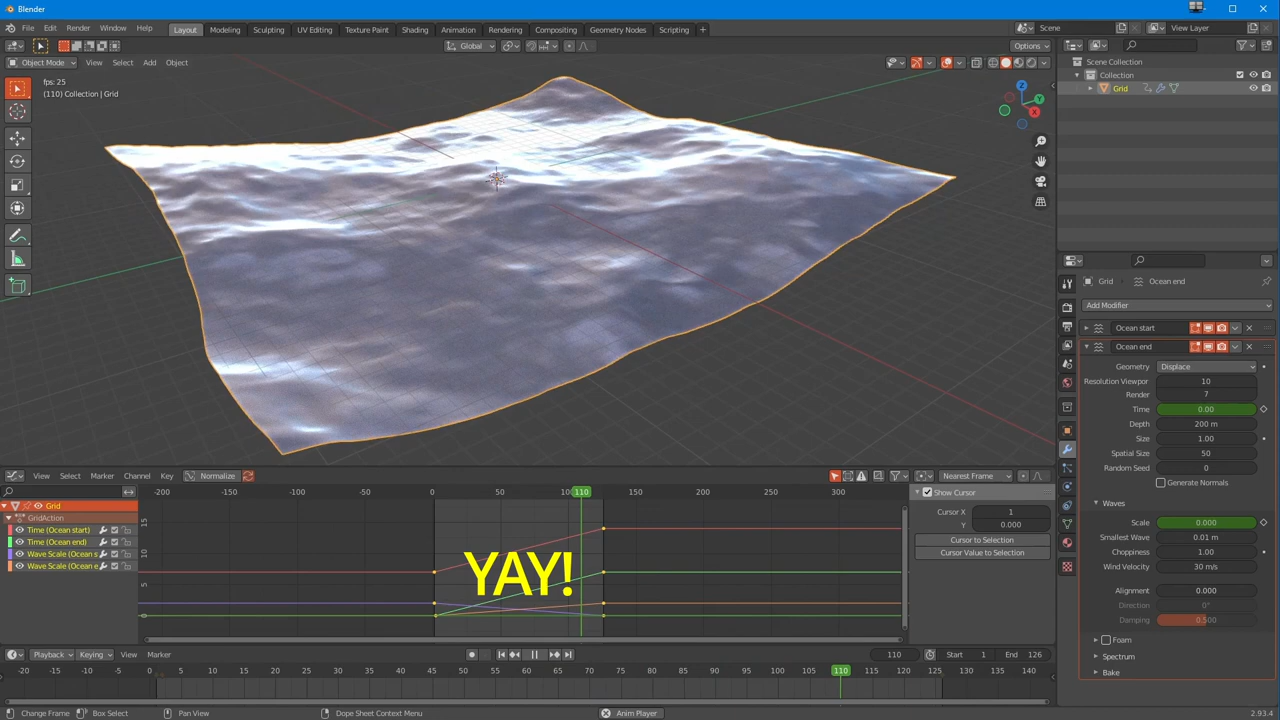 Blender
File Edit Render Window Help
Layout Modeling Sculpting UV Editing Texture Paint Shading Animation Rendering Compositing Geometry Nodes Scripting +
Scene View Layer
Global Options
Object Mode View Select Add Object
fps: 25
(110) Collection | Grid
Z
Y
X
Scene Collection
Collection
Grid
Grid Ocean end
Add Modifier
Ocean start
Ocean end
Geometry Displace
Resolution Viewpor 10
Render 7
Time 0.00
Depth 200 m
Size 1.00
Spatial Size 50
Random Seed 0
Generate Normals
Waves
Scale 0.000
Smallest Wave 0.01 m
Choppiness 1.00
Wind Velocity 30 m/s
Alignment 0.000
Direction 0°
Damping 0.500
Foam
Spectrum
Bake
View Select Marker Channel Key Normalize Nearest Frame
-200 -150 -100 -50 0 50 110 150 200 250 300
Grid
GridAction
Time (Ocean start)
Time (Ocean end)
Wave Scale (Ocean s
Wave Scale (Ocean e
15
10
5
0
YAY!
Show Cursor
Cursor X 1
Y 0.000
Cursor to Selection
Cursor Value to Selection
Playback Keying View Marker 110 Start 1 End 126
-20 -15 -10 -5 0 5 10 15 20 25 30 35 40 45 50 55 60 65 70 75 80 85 90 95 100 105 110 115 120 125 130 135 140
Change Frame Box Select Pan View Dope Sheet Context Menu Anim Player 2.93.4